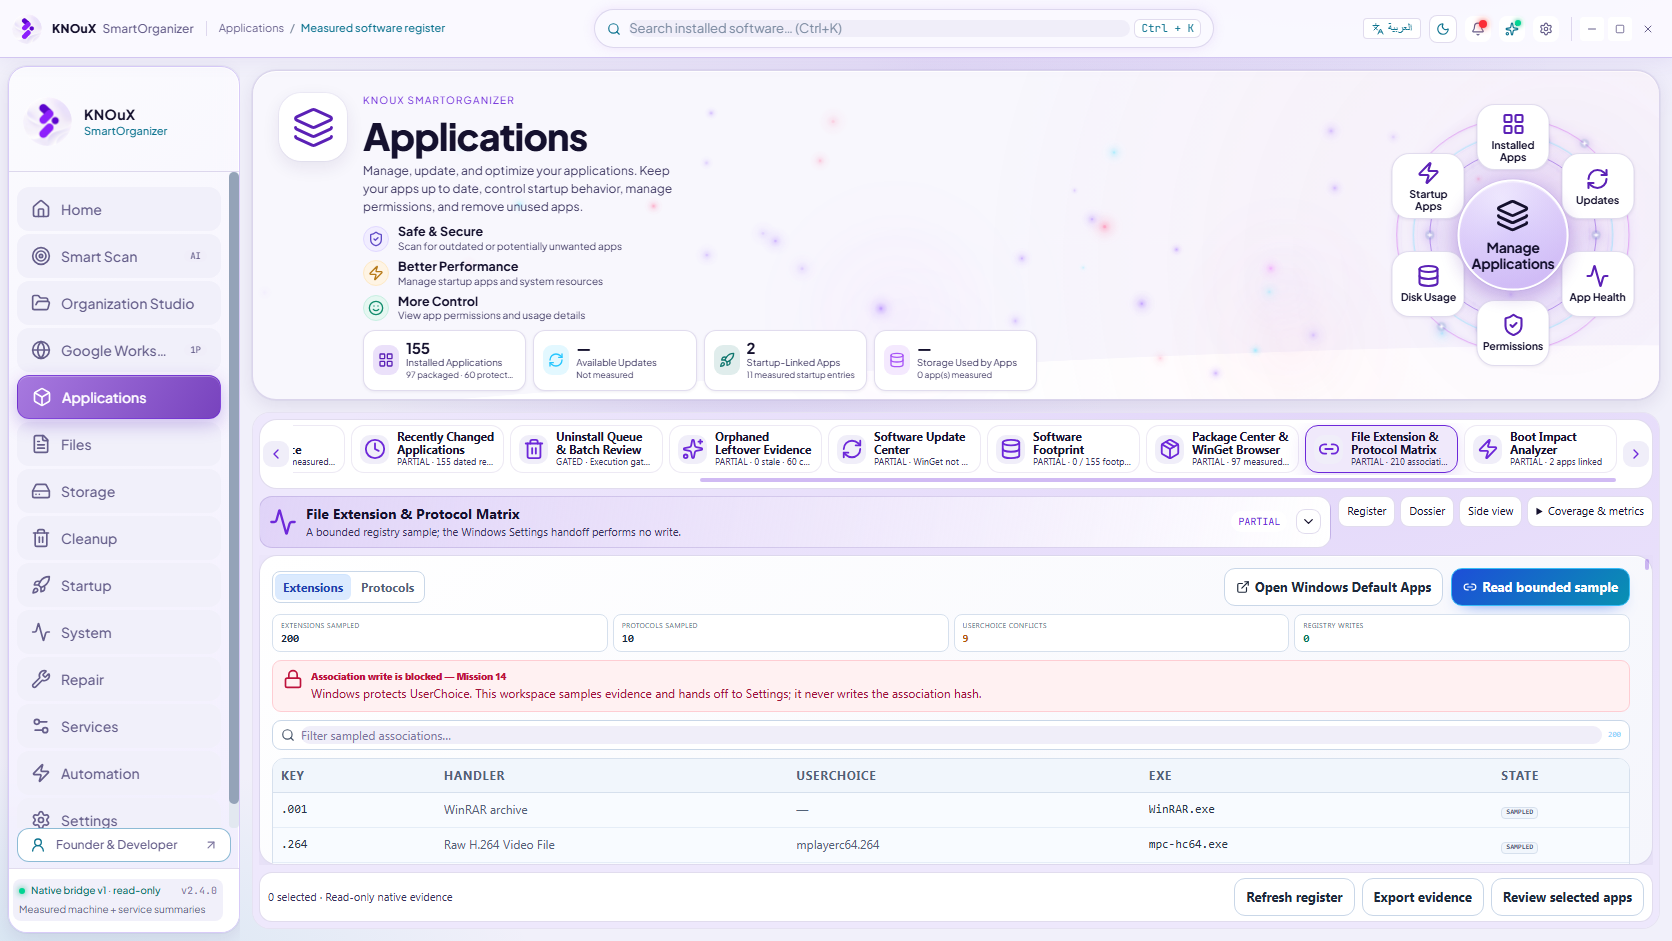 KNOuX SmartOrganizer
Applications / Measured software register
Search installed software... (Ctrl+K)
Ctrl + K
العربية
KNOuX
SmartOrganizer
Home
Smart Scan AI
Organization Studio
Google Works... 1P
Applications
Files
Storage
Cleanup
Startup
System
Repair
Services
Automation
Settings
Founder & Developer
Native bridge v1 · read-only v2.4.0
Measured machine + service summaries
KNOUX SMARTORGANIZER
Applications
Manage, update, and optimize your applications. Keep
your apps up to date, control startup behavior, manage
permissions, and remove unused apps.
Safe & Secure
Scan for outdated or potentially unwanted apps
Better Performance
Manage startup apps and system resources
More Control
View app permissions and usage details
155
Installed Applications
97 packaged · 60 protect...
—
Available Updates
Not measured
2
Startup-Linked Apps
11 measured startup entries
—
Storage Used by Apps
0 app(s) measured
Installed
Apps
Startup
Apps
Updates
Manage
Applications
Disk Usage
App Health
Permissions
neasured...
Recently Changed
Applications
PARTIAL · 155 dated re...
Uninstall Queue
& Batch Review
GATED · Execution gat...
Orphaned
Leftover Evidence
PARTIAL · 0 stale · 60 c...
Software Update
Center
PARTIAL · WinGet not ...
Software
Footprint
PARTIAL · 0 / 155 footp...
Package Center &
WinGet Browser
PARTIAL · 97 measured...
File Extension &
Protocol Matrix
PARTIAL · 210 associati...
Boot Impact
Analyzer
PARTIAL · 2 apps linked
File Extension & Protocol Matrix
A bounded registry sample; the Windows Settings handoff performs no write.
PARTIAL
Register
Dossier
Side view
Coverage & metrics
Extensions
Protocols
Open Windows Default Apps
Read bounded sample
EXTENSIONS SAMPLED
200
PROTOCOLS SAMPLED
10
USERCHOICE CONFLICTS
9
REGISTRY WRITES
0
Association write is blocked — Mission 14
Windows protects UserChoice. This workspace samples evidence and hands off to Settings; it never writes the association hash.
Filter sampled associations... 200
KEY HANDLER USERCHOICE EXE STATE
.001 WinRAR archive — WinRAR.exe SAMPLED
.264 Raw H.264 Video File mplayerc64.264 mpc-hc64.exe SAMPLED
0 selected · Read-only native evidence
Refresh register
Export evidence
Review selected apps